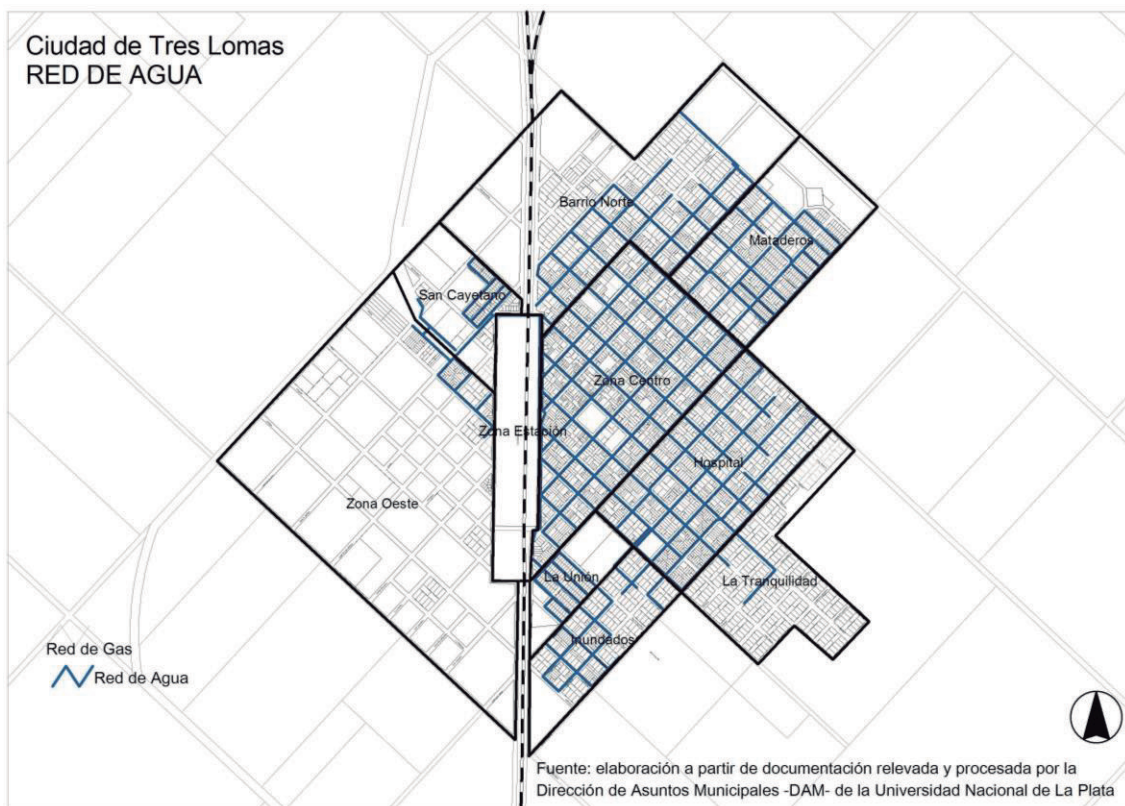 Ciudad de Tres Lomas
RED DE AGUA
Barrio Norte
Mataderos
San Cayetano
Zona Centro
Zona Estación
Hospital
Zona Oeste
La Unión
La Tranquilidad
Inundados
Red de Gas
Red de Agua
Fuente: elaboración a partir de documentación relevada y procesada por la
Dirección de Asuntos Municipales -DAM- de la Universidad Nacional de La Plata